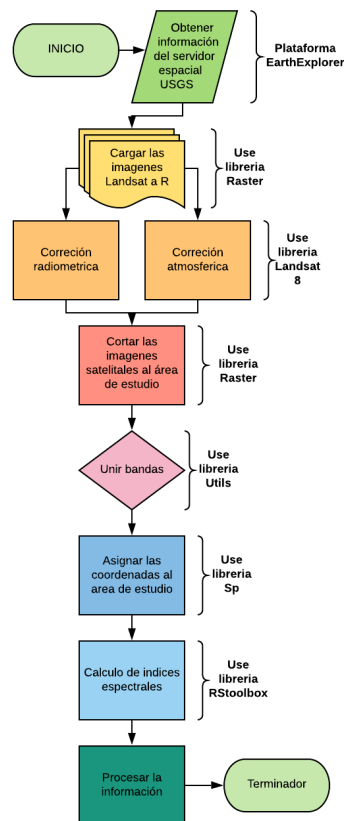 INICIO
Obtener
información
del servidor
espacial
USGS
Plataforma
EarthExplorer
Cargar las
imagenes
Landsat a R
Use
libreria
Raster
Correción
radiometrica
Correción
atmosferica
Use
libreria
Landsat
8
Cortar las
imagenes
satelitales al área
de estudio
Use
libreria
Raster
Unir bandas
Use
libreria
Utils
Asignar las
coordenadas al
area de estudio
Use
libreria
Sp
Calculo de indices
espectrales
Use
libreria
RStoolbox
Procesar la
información
Terminador